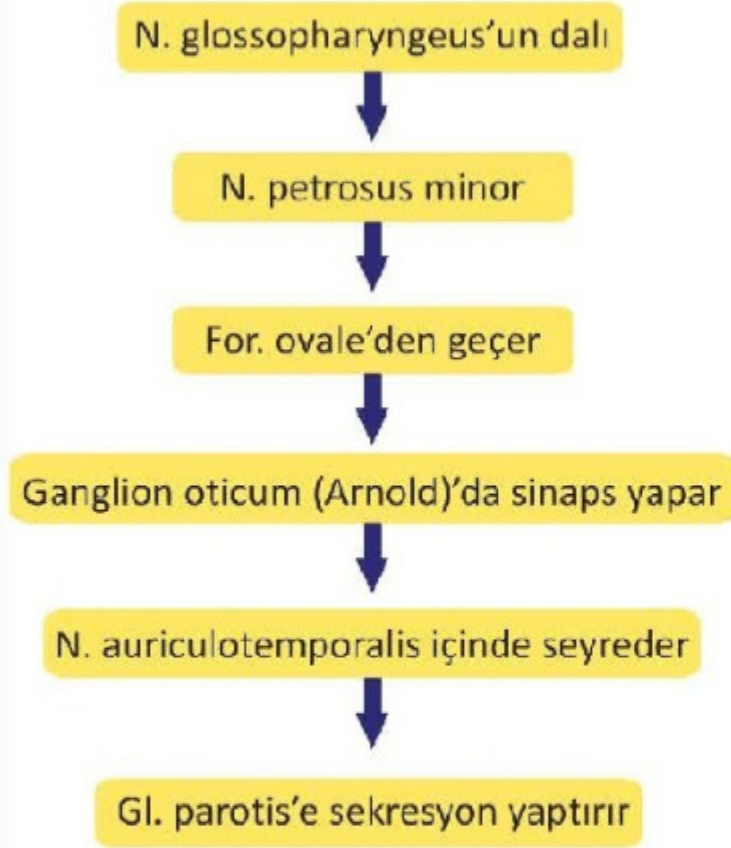 N. glossopharyngeus’un dalı
N. petrosus minor
For. ovale’den geçer
Ganglion oticum (Arnold)’da sinaps yapar
N. auriculotemporalis içinde seyreder
Gl. parotis’e sekresyon yaptırır